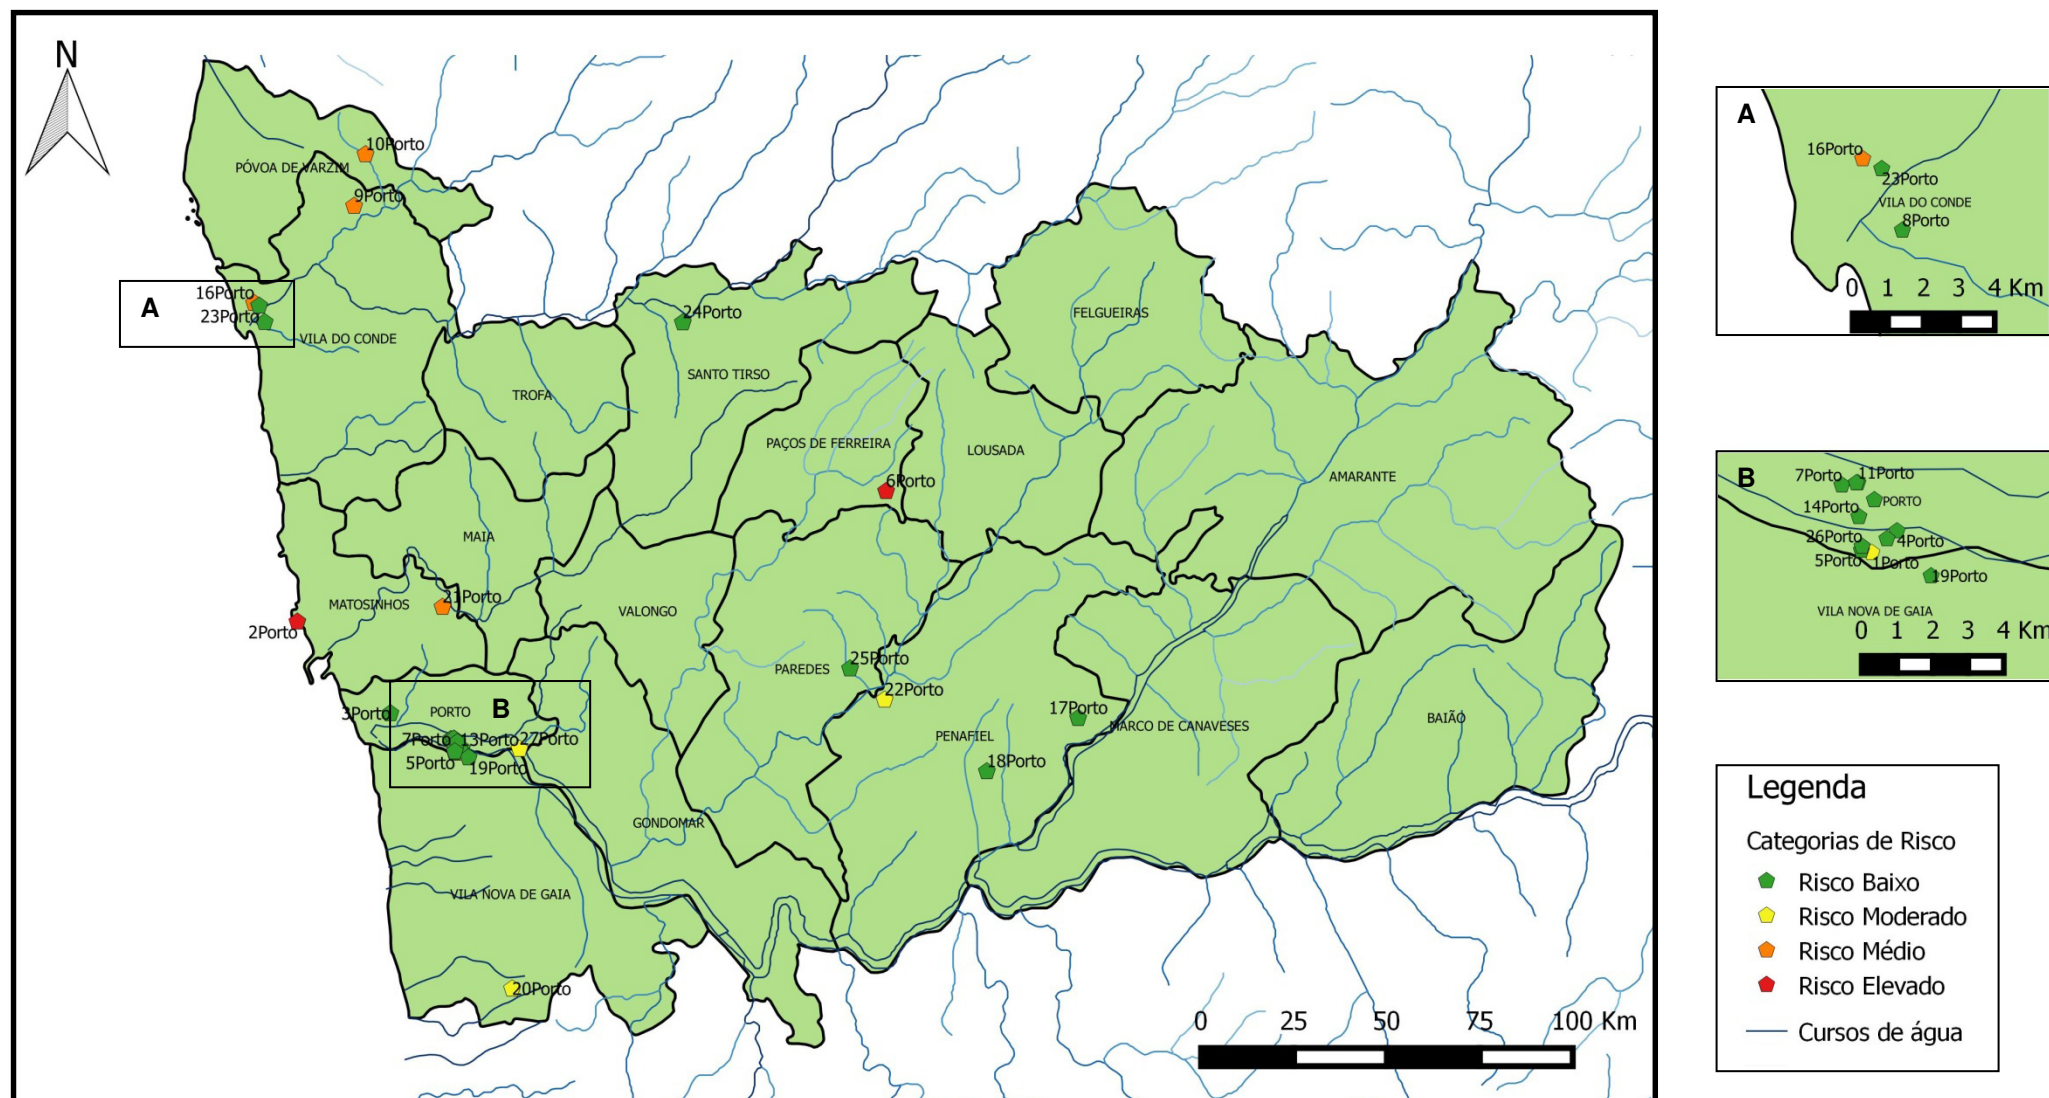 N
10Porto
PÓVOA DE VARZIM
9Porto
A
16Porto
23Porto
VILA DO CONDE
24Porto
FELGUEIRAS
SANTO TIRSO
TROFA
PAÇOS DE FERREIRA
LOUSADA
6Porto
AMARANTE
MAIA
21Porto
MATOSINHOS
VALONGO
2Porto
25Porto
PAREDES
22Porto
3Porto
PORTO
B
17Porto
MARCO DE CANAVESES
BAIÃO
PENAFIEL
7Porto
13Porto
27Porto
5Porto
19Porto
18Porto
GONDOMAR
VILA NOVA DE GAIA
20Porto
0 25 50 75 100 Km
A
16Porto
23Porto
VILA DO CONDE
8Porto
0 1 2 3 4 Km
B
7Porto
11Porto
PORTO
14Porto
26Porto
4Porto
5Porto
1Porto
19Porto
VILA NOVA DE GAIA
0 1 2 3 4 Km
Legenda
Categorias de Risco
Risco Baixo
Risco Moderado
Risco Médio
Risco Elevado
Cursos de água